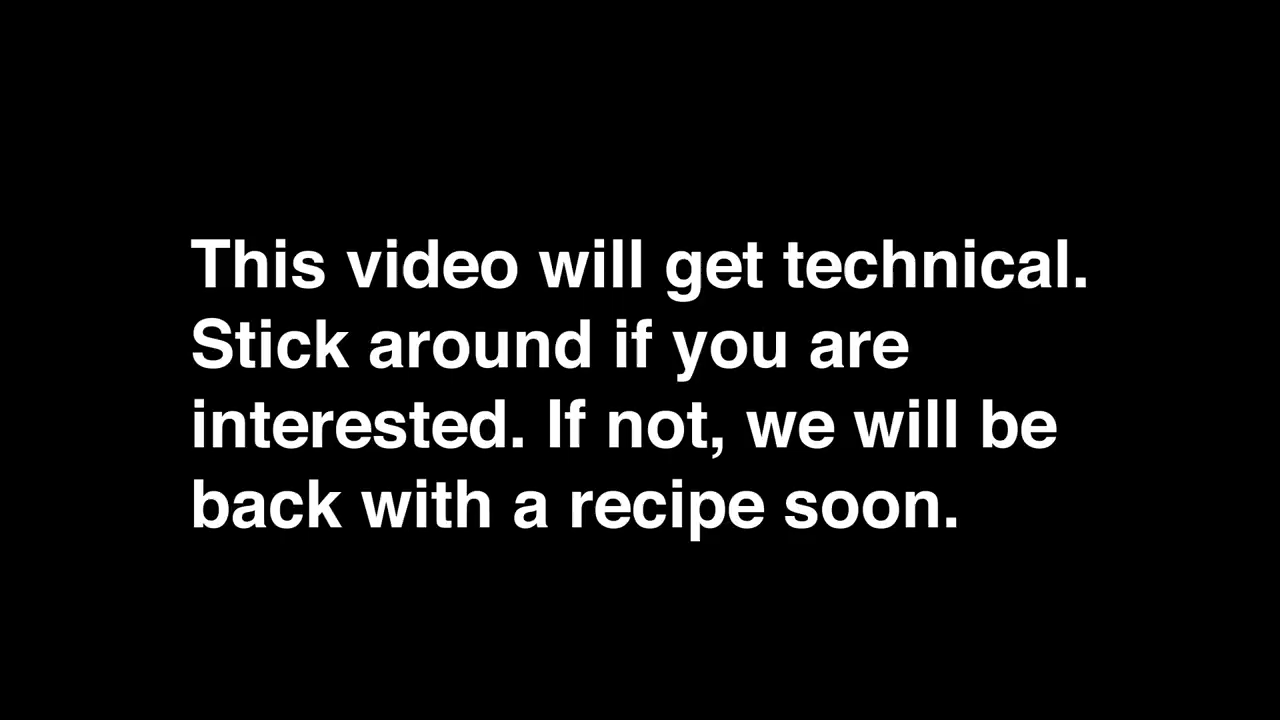 This video will get technical.
Stick around if you are
interested. If not, we will be
back with a recipe soon.